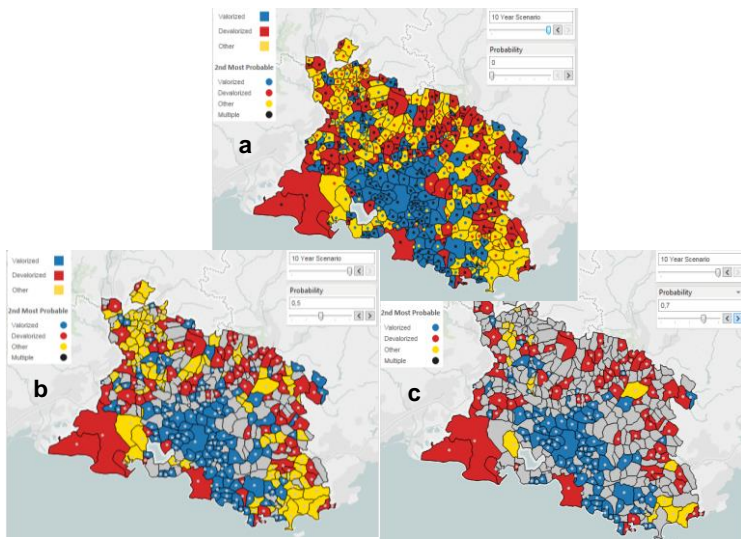 Valorized
Devalorized
Other
2nd Most Probable
Valorized
Devalorized
Other
Multiple
10 Year Scenario
Probability
0
a
Valorized
Devalorized
Other
2nd Most Probable
Valorized
Devalorized
Other
Multiple
10 Year Scenario
Probability
0,5
b
2nd Most Probable
Valorized
Devalorized
Other
Multiple
10 Year Scenario
Probability
0,7
c